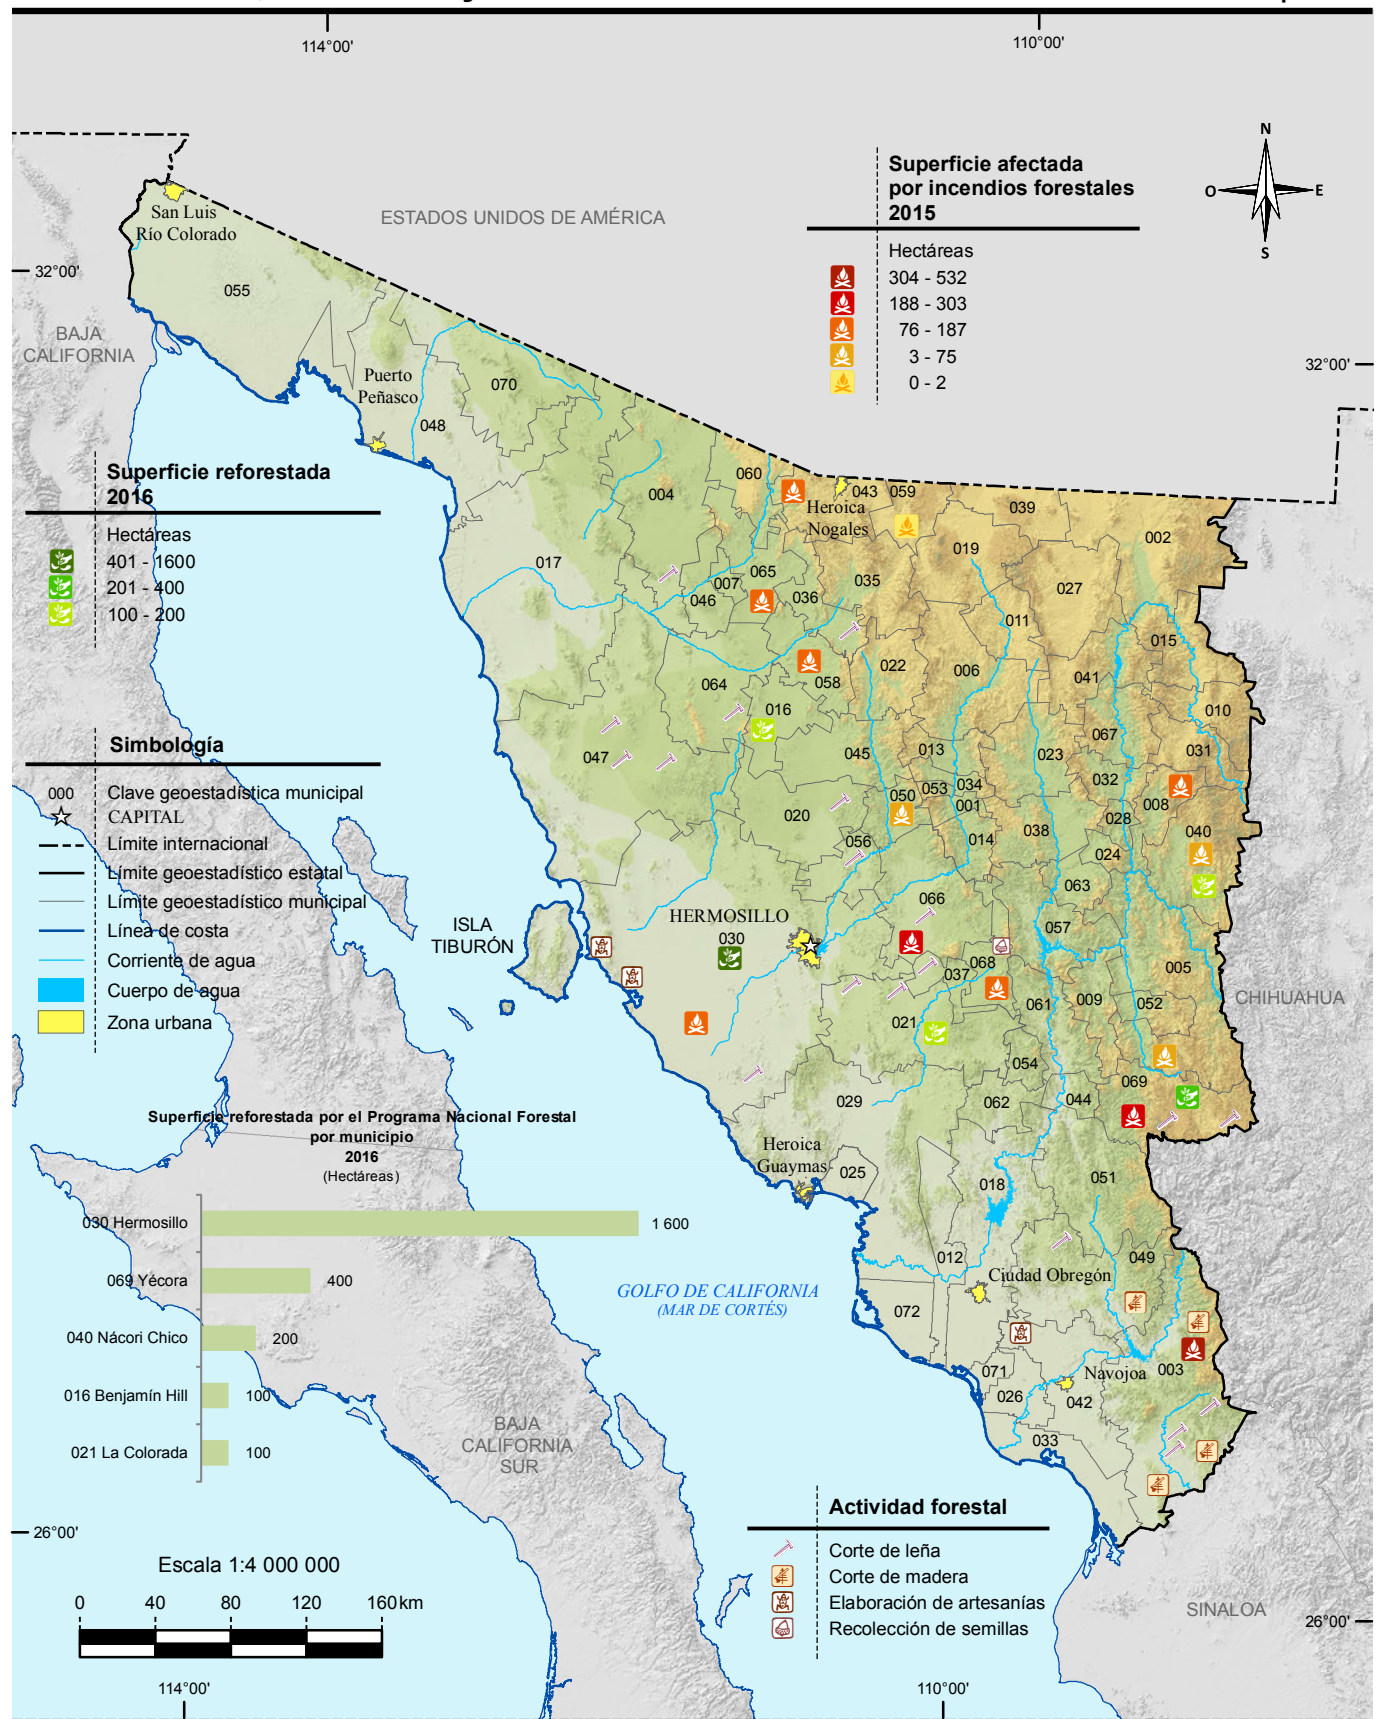 114°00'
110°00'
N
O
E
S
Superficie afectada
por incendios forestales
2015
Hectáreas
304 - 532
188 - 303
76 - 187
3 - 75
0 - 2
ESTADOS UNIDOS DE AMÉRICA
San Luis
Río Colorado
32°00'
32°00'
055
BAJA
CALIFORNIA
Puerto
Peñasco
070
048
Superficie reforestada
2016
Hectáreas
401 - 1600
201 - 400
100 - 200
060
004
043
059
Heroica
Nogales
039
002
019
017
065
007
046
036
035
027
011
015
022
006
041
064
058
016
010
067
031
047
045
013
023
032
053
034
050
001
008
020
028
038
040
056
014
024
063
066
057
Simbología
000
Clave geoestadística municipal
CAPITAL
Límite internacional
Límite geoestadístico estatal
Límite geoestadístico municipal
Línea de costa
Corriente de agua
Cuerpo de agua
Zona urbana
ISLA
TIBURÓN
HERMOSILLO
030
068
037
005
061
009
052
CHIHUAHUA
021
054
069
029
062
044
Heroica
Guaymas
025
018
051
012
049
Ciudad Obregón
072
071
026
Navojoa
003
042
033
Superficie reforestada por el Programa Nacional Forestal
por municipio
2016
(Hectáreas)
030 Hermosillo
1 600
069 Yécora
400
040 Nácori Chico
200
016 Benjamín Hill
100
021 La Colorada
100
GOLFO DE CALIFORNIA
(MAR DE CORTÉS)
BAJA
CALIFORNIA
SUR
26°00'
Escala 1:4 000 000
0 40 80 120 160 km
Actividad forestal
Corte de leña
Corte de madera
Elaboración de artesanías
Recolección de semillas
SINALOA
26°00'
114°00'
110°00'